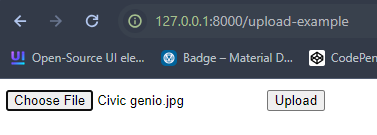 127.0.0.1:8000/upload-example
UI Open-Source UI ele... Badge – Material D... CodePen
Choose File Civic genio.jpg Upload